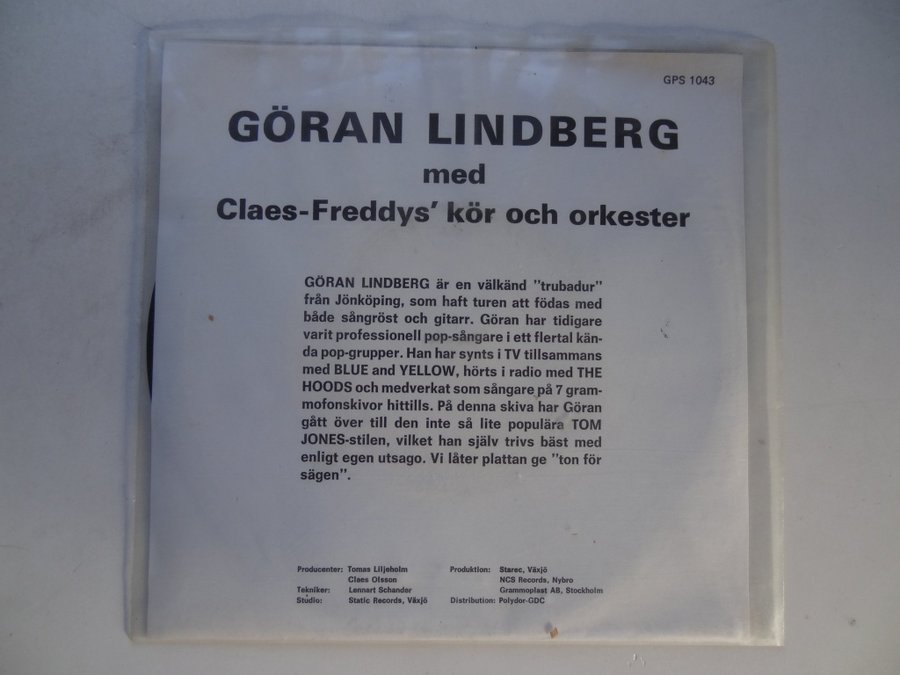 GPS 1043
GÖRAN LINDBERG
med
Claes-Freddys' kör och orkester
GÖRAN LINDBERG är en välkänd "trubadur"
från Jönköping, som haft turen att födas med
både sångröst och gitarr. Göran har tidigare
varit professionell pop-sångare i ett flertal kän-
da pop-grupper. Han har synts i TV tillsammans
med BLUE and YELLOW, hörts i radio med THE
HOODS och medverkat som sångare på 7 gram-
mofonskivor hittills. På denna skiva har Göran
gått över till den inte så lite populära TOM
JONES-stilen, vilket han själv trivs bäst med
enligt egen utsago. Vi låter plattan ge "ton för
sägen".
Producenter: Tomas Liljeholm Produktion: Starec, Växjö
Claes Olsson NCS Records, Nybro
Tekniker: Lennart Schander Grammoplast AB, Stockholm
Studio: Static Records, Växjö Distribution: Polydor-GDC